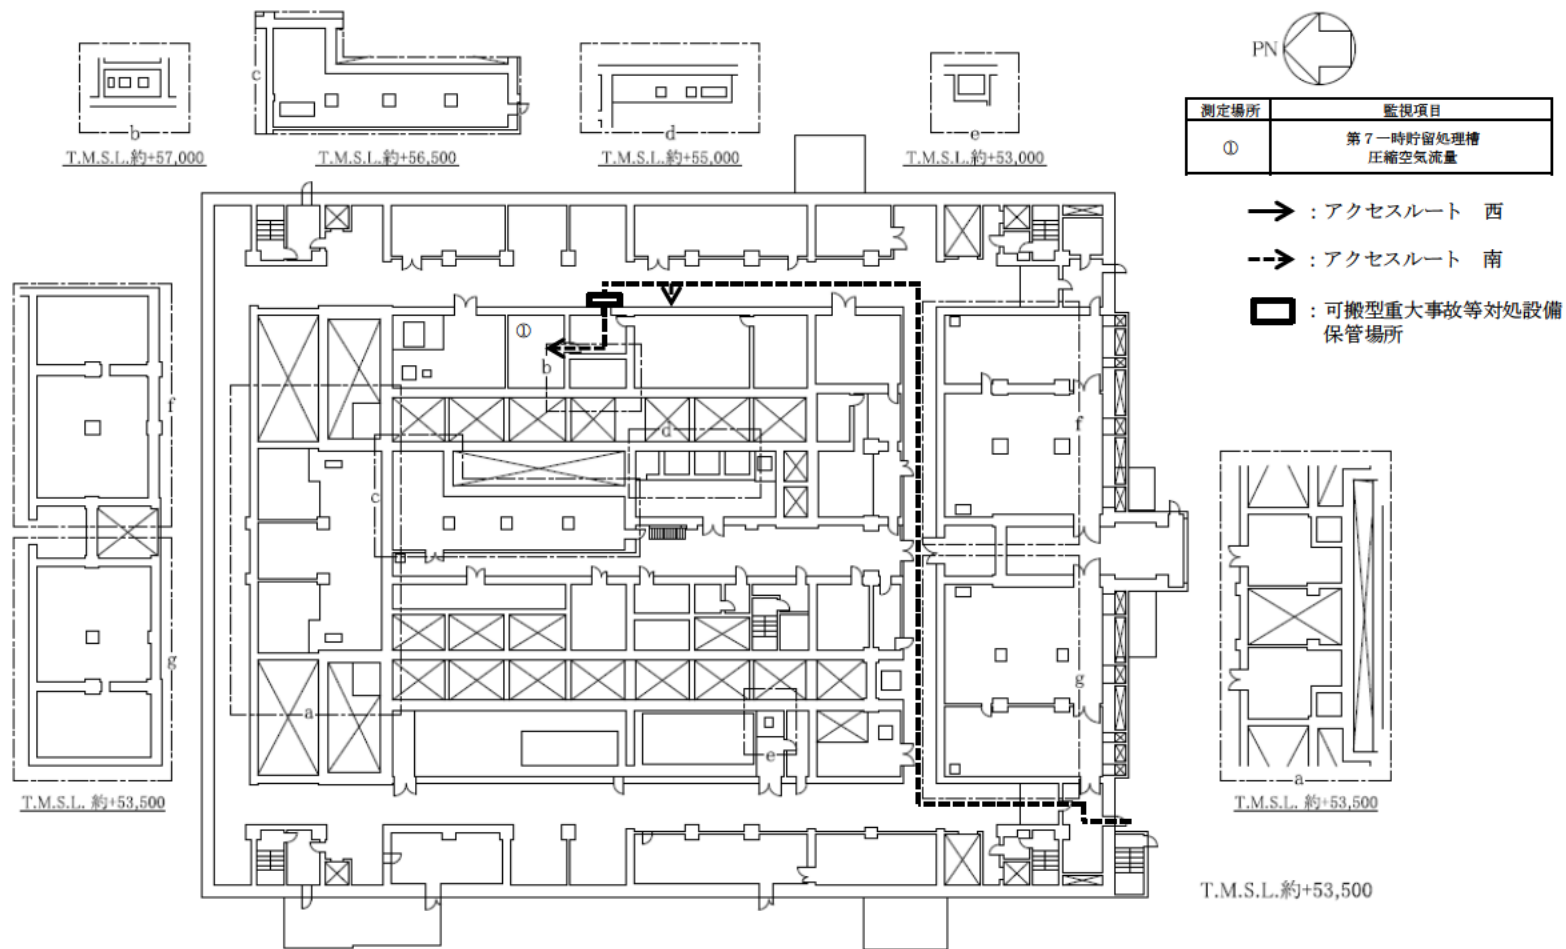 PN
b
T.M.S.L.約+57,000
c
T.M.S.L.約+56,500
d
T.M.S.L.約+55,000
e
T.M.S.L.約+53,000
測定場所 監視項目
① 第7一時貯留処理槽
圧縮空気流量
：アクセスルート 西
：アクセスルート 南
：可搬型重大事故等対処設備
保管場所
①
b
d
c
a
e
f
g
f
g
T.M.S.L. 約+53,500
a
T.M.S.L.約+53,500
T.M.S.L.約+53,500